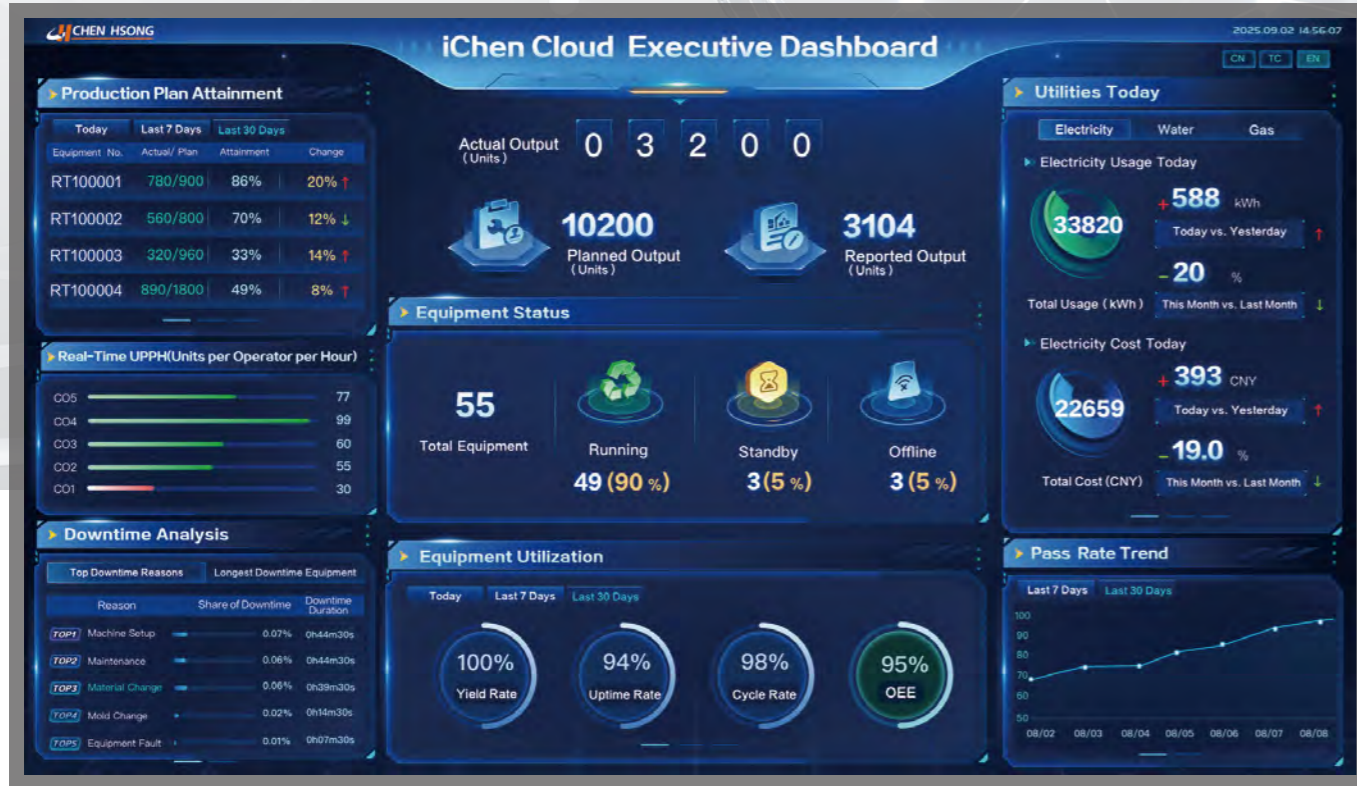 CHEN HSONG
iChen Cloud Executive Dashboard
2025.09.02 14:56:07
CN TC EN
Production Plan Attainment
Today Last 7 Days Last 30 Days
Equipment No. Actual/ Plan Attainment Change
RT100001 780/900 86% 20% ↑
RT100002 560/800 70% 12% ↓
RT100003 320/960 33% 14% ↑
RT100004 890/1800 49% 8% ↑
Real-Time UPPH(Units per Operator per Hour)
CO5 77
CO4 99
CO3 60
CO2 55
CO1 30
Downtime Analysis
Top Downtime Reasons Longest Downtime Equipment
Reason Share of Downtime Downtime Duration
TOP1 Machine Setup 0.07% 0h44m30s
TOP2 Maintenance 0.06% 0h44m30s
TOP3 Material Change 0.06% 0h39m30s
TOP4 Mold Change 0.02% 0h14m30s
TOP5 Equipment Fault 0.01% 0h07m30s
Actual Output
(Units)
0 3 2 0 0
10200
Planned Output
(Units)
3104
Reported Output
(Units)
Equipment Status
55
Total Equipment
Running
49 (90 %)
Standby
3 (5 %)
Offline
3 (5 %)
Equipment Utilization
Today Last 7 Days Last 30 Days
100%
Yield Rate
94%
Uptime Rate
98%
Cycle Rate
95%
OEE
Utilities Today
Electricity Water Gas
Electricity Usage Today
33820
Total Usage (kWh)
+588 kWh
Today vs. Yesterday ↑
-20 %
This Month vs. Last Month ↓
Electricity Cost Today
22659
Total Cost (CNY)
+393 CNY
Today vs. Yesterday ↑
-19.0 %
This Month vs. Last Month ↓
Pass Rate Trend
Last 7 Days Last 30 Days
100
90
80
70
60
50
08/02 08/03 08/04 08/05 08/06 08/07 08/08